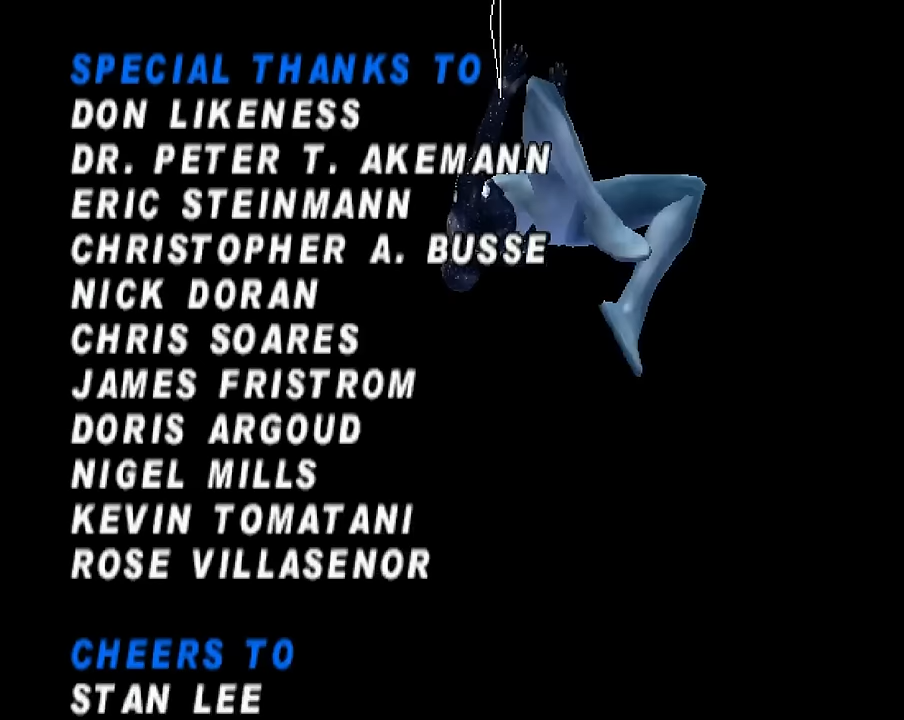 SPECIAL THANKS TO
DON LIKENESS
DR. PETER T. AKEMANN
ERIC STEINMANN
CHRISTOPHER A. BUSSE
NICK DORAN
CHRIS SOARES
JAMES FRISTROM
DORIS ARGOUD
NIGEL MILLS
KEVIN TOMATANI
ROSE VILLASENOR
CHEERS TO
STAN LEE